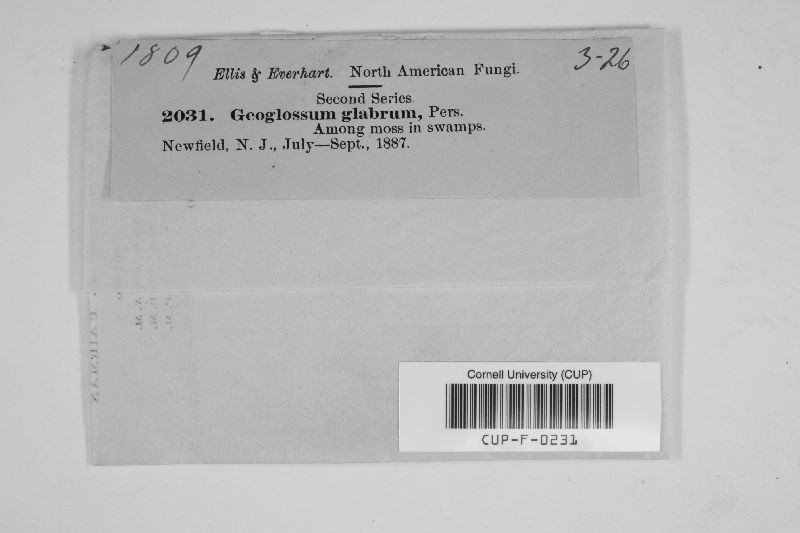 1809
3-26
Ellis & Everhart. North American Fungi.
Second Series
2031. Geoglossum glabrum, Pers.
Among moss in swamps.
Newfield, N. J., July—Sept., 1887.
Cornell University (CUP)
CUP-F-0231